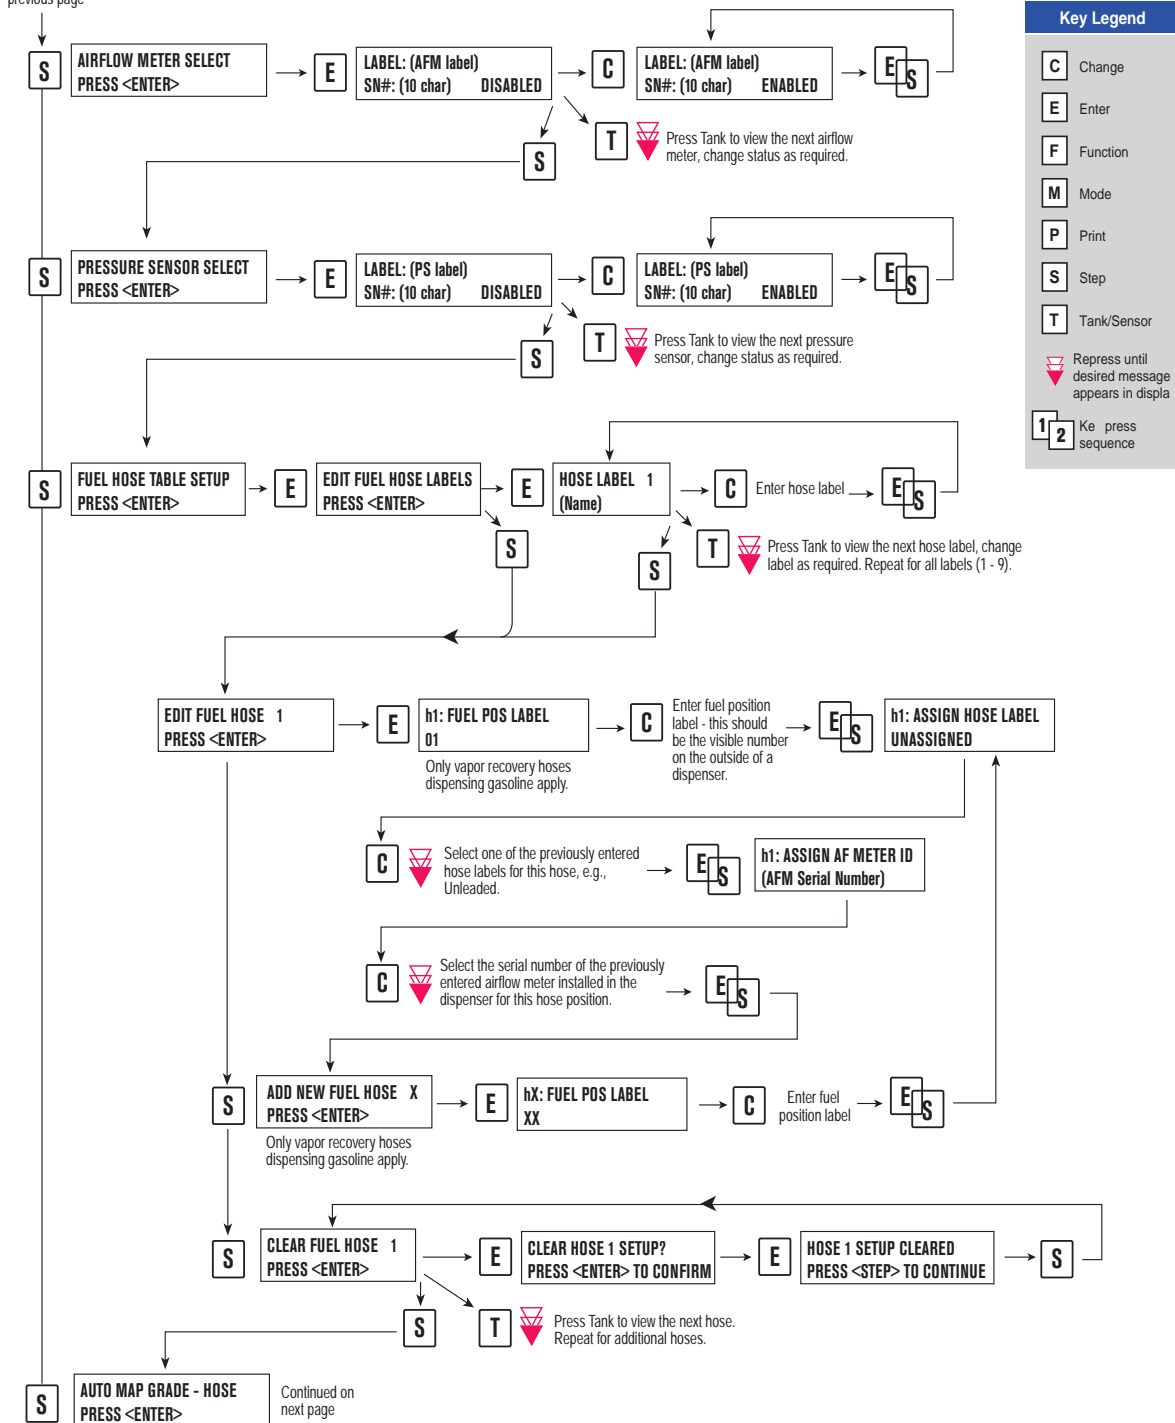 previous page
Key Legend
C Change
E Enter
F Function
M Mode
P Print
S Step
T Tank/Sensor
Repress until
desired message
appears in displa
1 2 Ke press
sequence
S
AIRFLOW METER SELECT
PRESS <ENTER>
E
LABEL: (AFM label)
SN#: (10 char) DISABLED
C
LABEL: (AFM label)
SN#: (10 char) ENABLED
E S
S
T
Press Tank to view the next airflow
meter, change status as required.
S
PRESSURE SENSOR SELECT
PRESS <ENTER>
E
LABEL: (PS label)
SN#: (10 char) DISABLED
C
LABEL: (PS label)
SN#: (10 char) ENABLED
E S
S
T
Press Tank to view the next pressure
sensor, change status as required.
S
FUEL HOSE TABLE SETUP
PRESS <ENTER>
E
EDIT FUEL HOSE LABELS
PRESS <ENTER>
E
HOSE LABEL 1
(Name)
C
Enter hose label
E S
S
S
T
Press Tank to view the next hose label, change
label as required. Repeat for all labels (1 - 9).
EDIT FUEL HOSE 1
PRESS <ENTER>
E
h1: FUEL POS LABEL
01
Only vapor recovery hoses
dispensing gasoline apply.
C
Enter fuel position
label - this should
be the visible number
on the outside of a
dispenser.
E S
h1: ASSIGN HOSE LABEL
UNASSIGNED
C
Select one of the previously entered
hose labels for this hose, e.g.,
Unleaded.
E S
h1: ASSIGN AF METER ID
(AFM Serial Number)
C
Select the serial number of the previously
entered airflow meter installed in the
dispenser for this hose position.
E S
S
ADD NEW FUEL HOSE X
PRESS <ENTER>
Only vapor recovery hoses
dispensing gasoline apply.
E
hX: FUEL POS LABEL
XX
C
Enter fuel
position label
E S
S
CLEAR FUEL HOSE 1
PRESS <ENTER>
E
CLEAR HOSE 1 SETUP?
PRESS <ENTER> TO CONFIRM
E
HOSE 1 SETUP CLEARED
PRESS <STEP> TO CONTINUE
S
S
T
Press Tank to view the next hose.
Repeat for additional hoses.
S
AUTO MAP GRADE - HOSE
PRESS <ENTER>
Continued on
next page